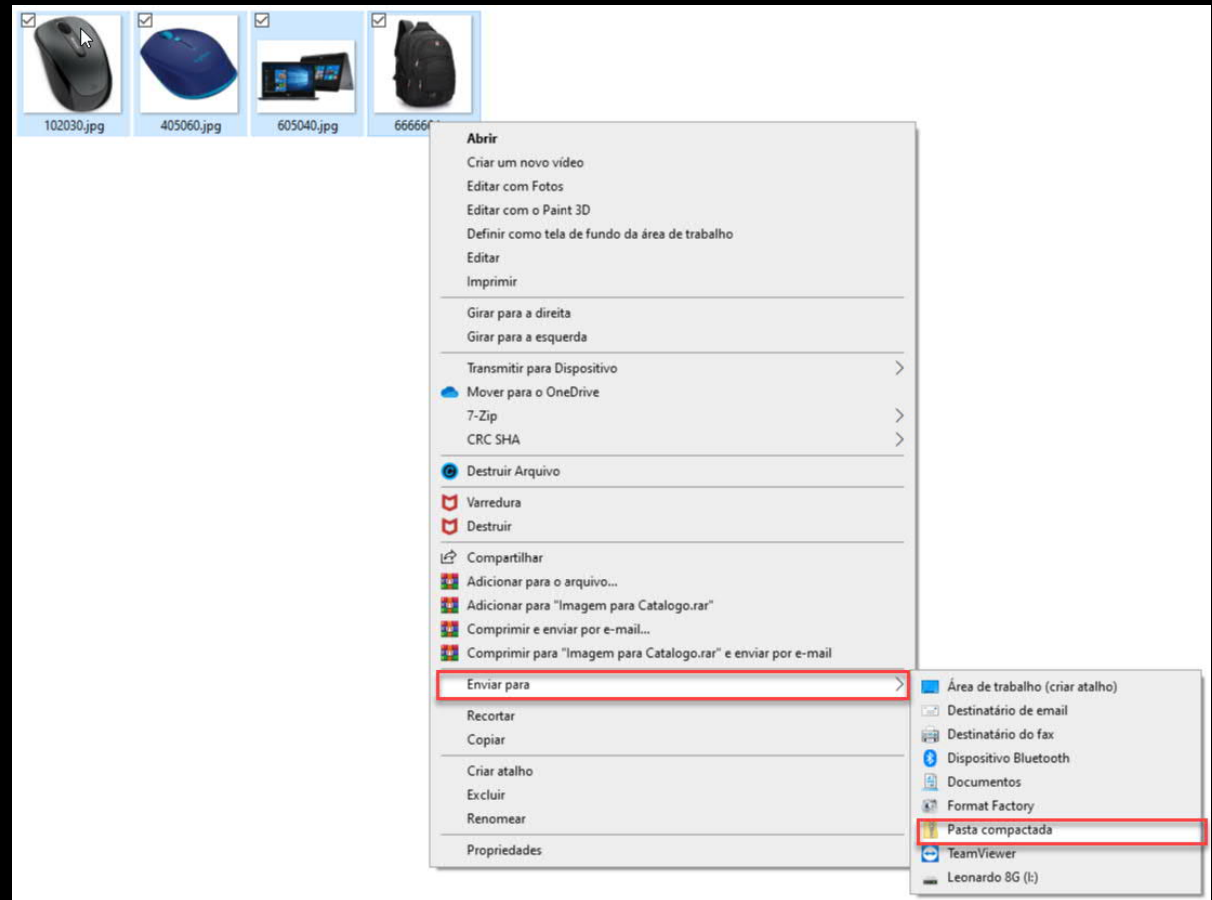 102030.jpg
405060.jpg
605040.jpg
Abrir
Criar um novo vídeo
Editar com Fotos
Editar com o Paint 3D
Definir como tela de fundo da área de trabalho
Editar
Imprimir
Girar para a direita
Girar para a esquerda
Transmitir para Dispositivo
Mover para o OneDrive
7-Zip
CRC SHA
Destruir Arquivo
Varredura
Destruir
Compartilhar
Adicionar para o arquivo...
Adicionar para "Imagem para Catalogo.rar"
Comprimir e enviar por e-mail...
Comprimir para "Imagem para Catalogo.rar" e enviar por e-mail
Enviar para
Recortar
Copiar
Criar atalho
Excluir
Renomear
Propriedades
Área de trabalho (criar atalho)
Destinatário de email
Destinatário do fax
Dispositivo Bluetooth
Documentos
Format Factory
Pasta compactada
TeamViewer
Leonardo 8G (I:)